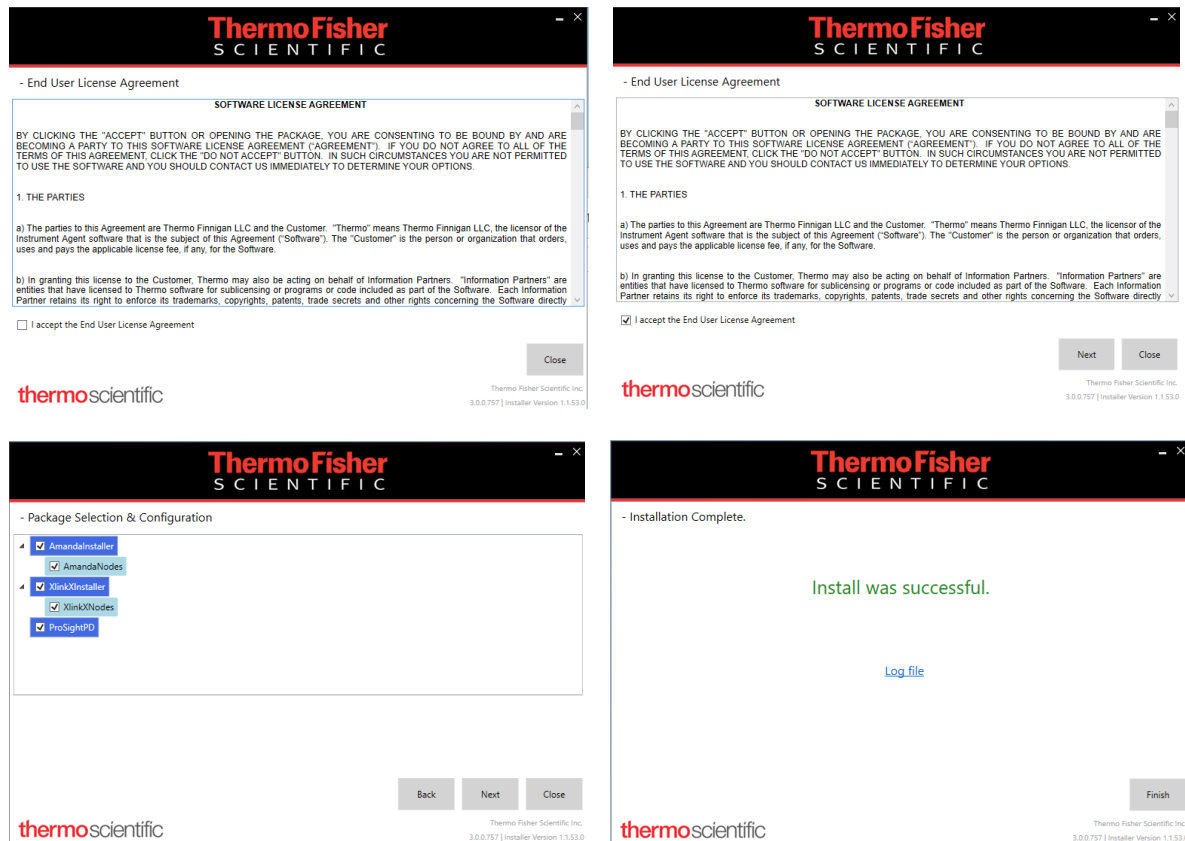 ThermoFisher
SCIENTIFIC
- End User License Agreement
SOFTWARE LICENSE AGREEMENT
BY CLICKING THE "ACCEPT" BUTTON OR OPENING THE PACKAGE, YOU ARE CONSENTING TO BE BOUND BY AND ARE
BECOMING A PARTY TO THIS SOFTWARE LICENSE AGREEMENT ("AGREEMENT"). IF YOU DO NOT AGREE TO ALL OF THE
TERMS OF THIS AGREEMENT, CLICK THE "DO NOT ACCEPT" BUTTON. IN SUCH CIRCUMSTANCES YOU ARE NOT PERMITTED
TO USE THE SOFTWARE AND YOU SHOULD CONTACT US IMMEDIATELY TO DETERMINE YOUR OPTIONS.
1. THE PARTIES
a) The parties to this Agreement are Thermo Finnigan LLC and the Customer. "Thermo" means Thermo Finnigan LLC, the licensor of the
Instrument Agent software that is the subject of this Agreement ("Software"). The "Customer" is the person or organization that orders,
uses and pays the applicable license fee, if any, for the Software.
b) In granting this license to the Customer, Thermo may also be acting on behalf of Information Partners. "Information Partners" are
entities that have licensed to Thermo software for sublicensing or programs or code included as part of the Software. Each Information
Partner retains its right to enforce its trademarks, copyrights, patents, trade secrets and other rights concerning the Software directly
I accept the End User License Agreement
Close
thermoscientific
Thermo Fisher Scientific Inc.
3.0.0.757 | Installer Version 1.1.53.0
ThermoFisher
SCIENTIFIC
- End User License Agreement
SOFTWARE LICENSE AGREEMENT
BY CLICKING THE "ACCEPT" BUTTON OR OPENING THE PACKAGE, YOU ARE CONSENTING TO BE BOUND BY AND ARE
BECOMING A PARTY TO THIS SOFTWARE LICENSE AGREEMENT ("AGREEMENT"). IF YOU DO NOT AGREE TO ALL OF THE
TERMS OF THIS AGREEMENT, CLICK THE "DO NOT ACCEPT" BUTTON. IN SUCH CIRCUMSTANCES YOU ARE NOT PERMITTED
TO USE THE SOFTWARE AND YOU SHOULD CONTACT US IMMEDIATELY TO DETERMINE YOUR OPTIONS.
1. THE PARTIES
a) The parties to this Agreement are Thermo Finnigan LLC and the Customer. "Thermo" means Thermo Finnigan LLC, the licensor of the
Instrument Agent software that is the subject of this Agreement ("Software"). The "Customer" is the person or organization that orders,
uses and pays the applicable license fee, if any, for the Software.
b) In granting this license to the Customer, Thermo may also be acting on behalf of Information Partners. "Information Partners" are
entities that have licensed to Thermo software for sublicensing or programs or code included as part of the Software. Each Information
Partner retains its right to enforce its trademarks, copyrights, patents, trade secrets and other rights concerning the Software directly
I accept the End User License Agreement
Next Close
thermoscientific
Thermo Fisher Scientific Inc.
3.0.0.757 | Installer Version 1.1.53.0
ThermoFisher
SCIENTIFIC
- Package Selection & Configuration
AmandaInstaller
AmandaNodes
XlinkXInstaller
XlinkXNodes
ProSightPD
Back Next Close
thermoscientific
Thermo Fisher Scientific Inc.
3.0.0.757 | Installer Version 1.1.53.0
ThermoFisher
SCIENTIFIC
- Installation Complete.
Install was successful.
Log file
Finish
thermoscientific
Thermo Fisher Scientific Inc.
3.0.0.757 | Installer Version 1.1.53.0